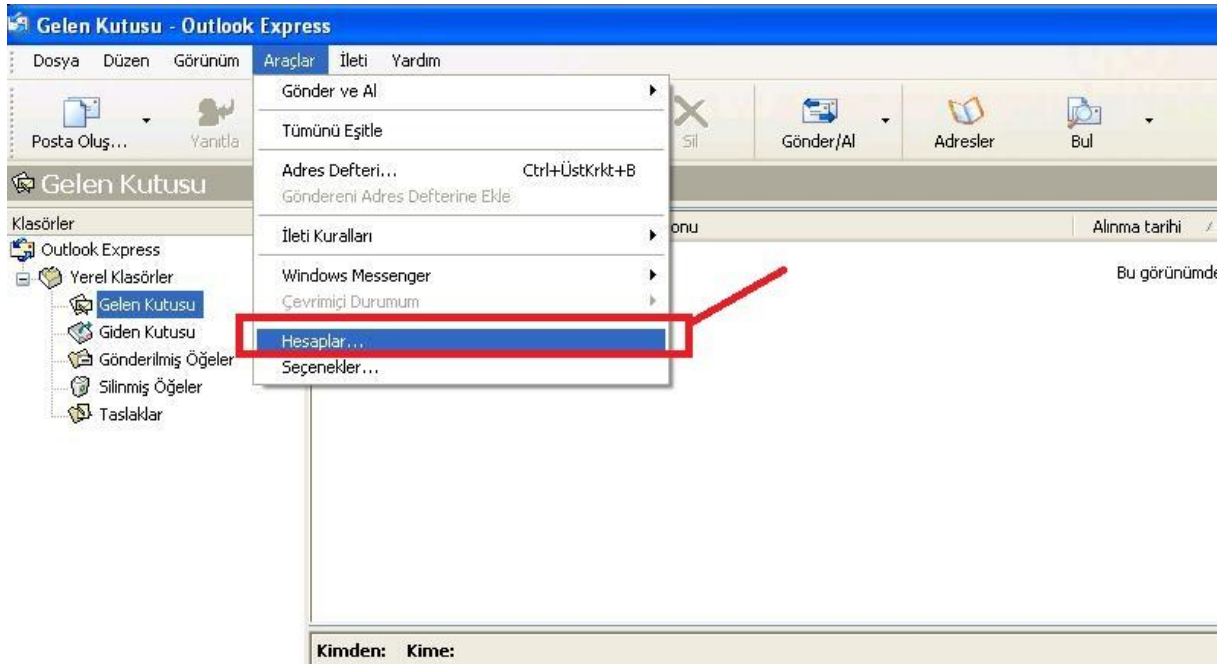 Gelen Kutusu - Outlook Express
Dosya Düzen Görünüm Araçlar İleti Yardım
Posta Oluş... Yanıtla Sil Gönder/Al Adresler Bul
Gönder ve Al
Tümünü Eşitle
Adres Defteri... Ctrl+ÜstKrkt+B
Göndereni Adres Defterine Ekle
İleti Kuralları
Windows Messenger
Çevrimiçi Durumum
Hesaplar...
Seçenekler...
Gelen Kutusu
Klasörler
Outlook Express
Yerel Klasörler
Gelen Kutusu
Giden Kutusu
Gönderilmiş Öğeler
Silinmiş Öğeler
Taslaklar
onu Alınma tarihi
Bu görünümde
Kimden: Kime: